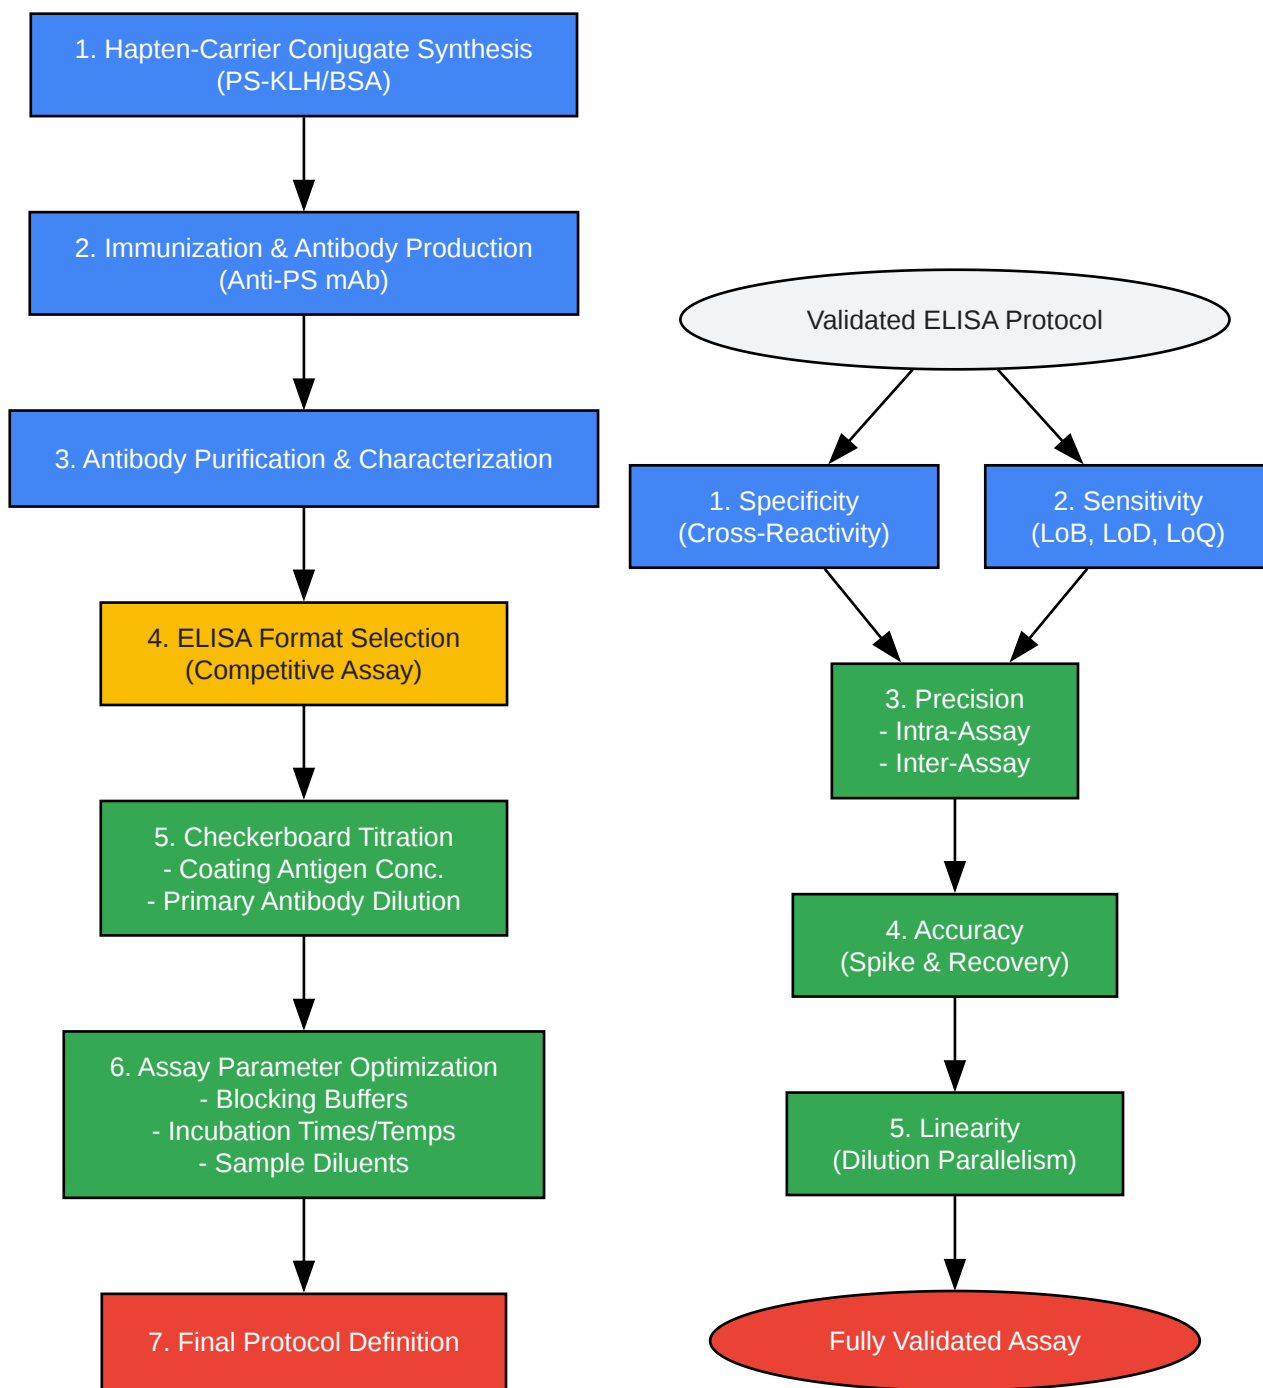 1. Hapten-Carrier Conjugate Synthesis
(PS-KLH/BSA)
2. Immunization & Antibody Production
(Anti-PS mAb)
3. Antibody Purification & Characterization
4. ELISA Format Selection
(Competitive Assay)
5. Checkerboard Titration
- Coating Antigen Conc.
- Primary Antibody Dilution
6. Assay Parameter Optimization
- Blocking Buffers
- Incubation Times/Temps
- Sample Diluents
7. Final Protocol Definition
Validated ELISA Protocol
1. Specificity
(Cross-Reactivity)
2. Sensitivity
(LoB, LoD, LoQ)
3. Precision
- Intra-Assay
- Inter-Assay
4. Accuracy
(Spike & Recovery)
5. Linearity
(Dilution Parallelism)
Fully Validated Assay